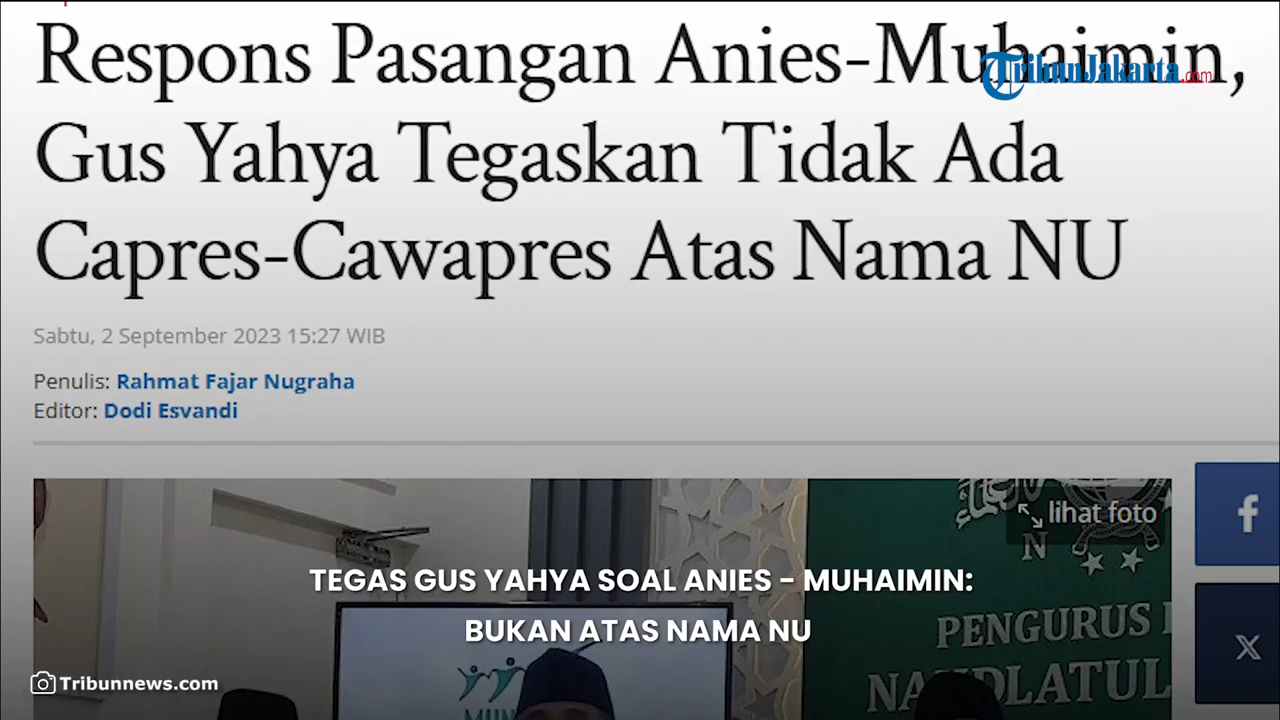 Respons Pasangan Anies-Muhaimin,
TribunJakarta.com
Gus Yahya Tegaskan Tidak Ada
Capres-Cawapres Atas Nama NU
Sabtu, 2 September 2023 15:27 WIB
Penulis: Rahmat Fajar Nugraha
Editor: Dodi Esvandi
lihat foto
N
TEGAS GUS YAHYA SOAL ANIES - MUHAIMIN:
BUKAN ATAS NAMA NU
PENGURUS
Tribunnews.com